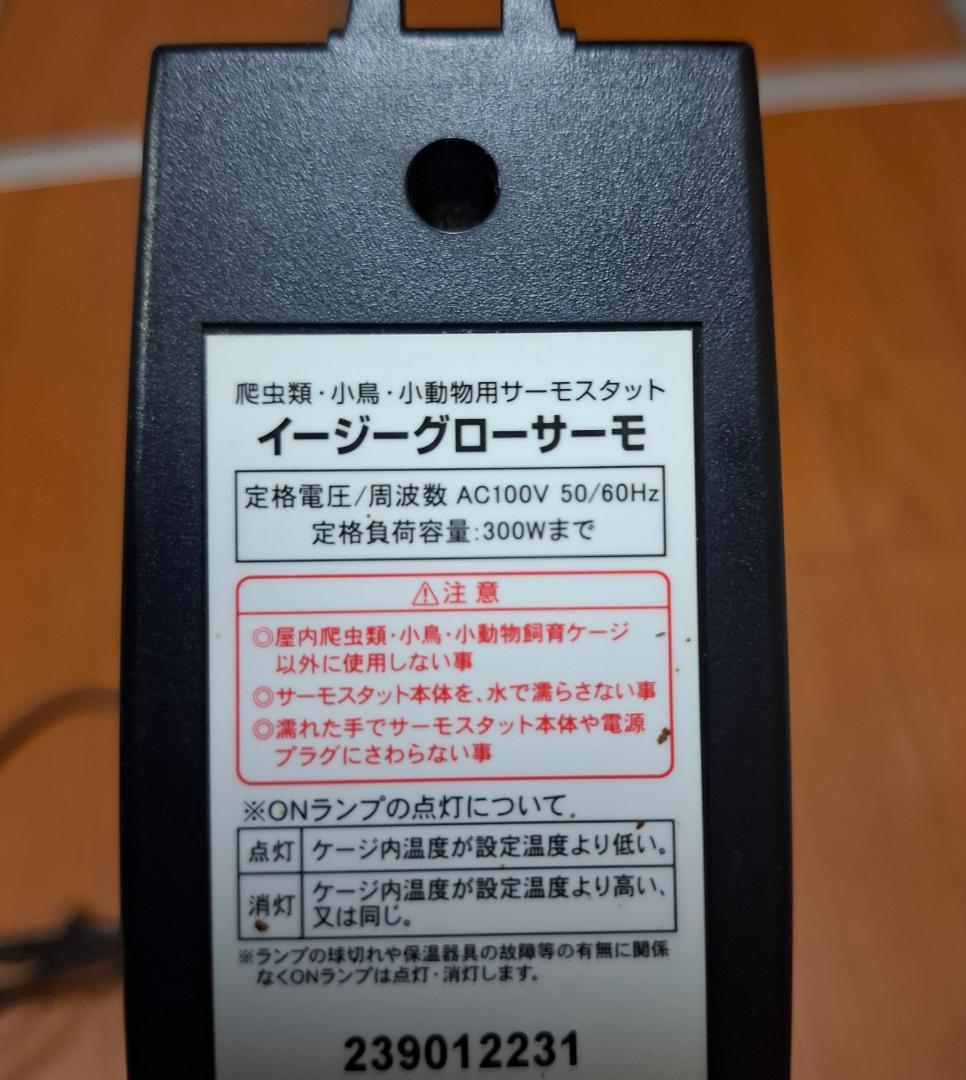 爬虫類・小鳥・小動物用サーモスタット
イージーグローサーモ
定格電圧/周波数 AC100V 50/60Hz
定格負荷容量:300Wまで
⚠注意
◎屋内爬虫類・小鳥・小動物飼育ケージ
以外に使用しない事
◎サーモスタット本体を、水で濡らさない事
◎濡れた手でサーモスタット本体や電源
プラグにさわらない事
※ONランプの点灯について
点灯 ケージ内温度が設定温度より低い。
消灯 ケージ内温度が設定温度より高い、
又は同じ。
※ランプの球切れや保温器具の故障等の有無に関係
なくONランプは点灯・消灯します。
239012231